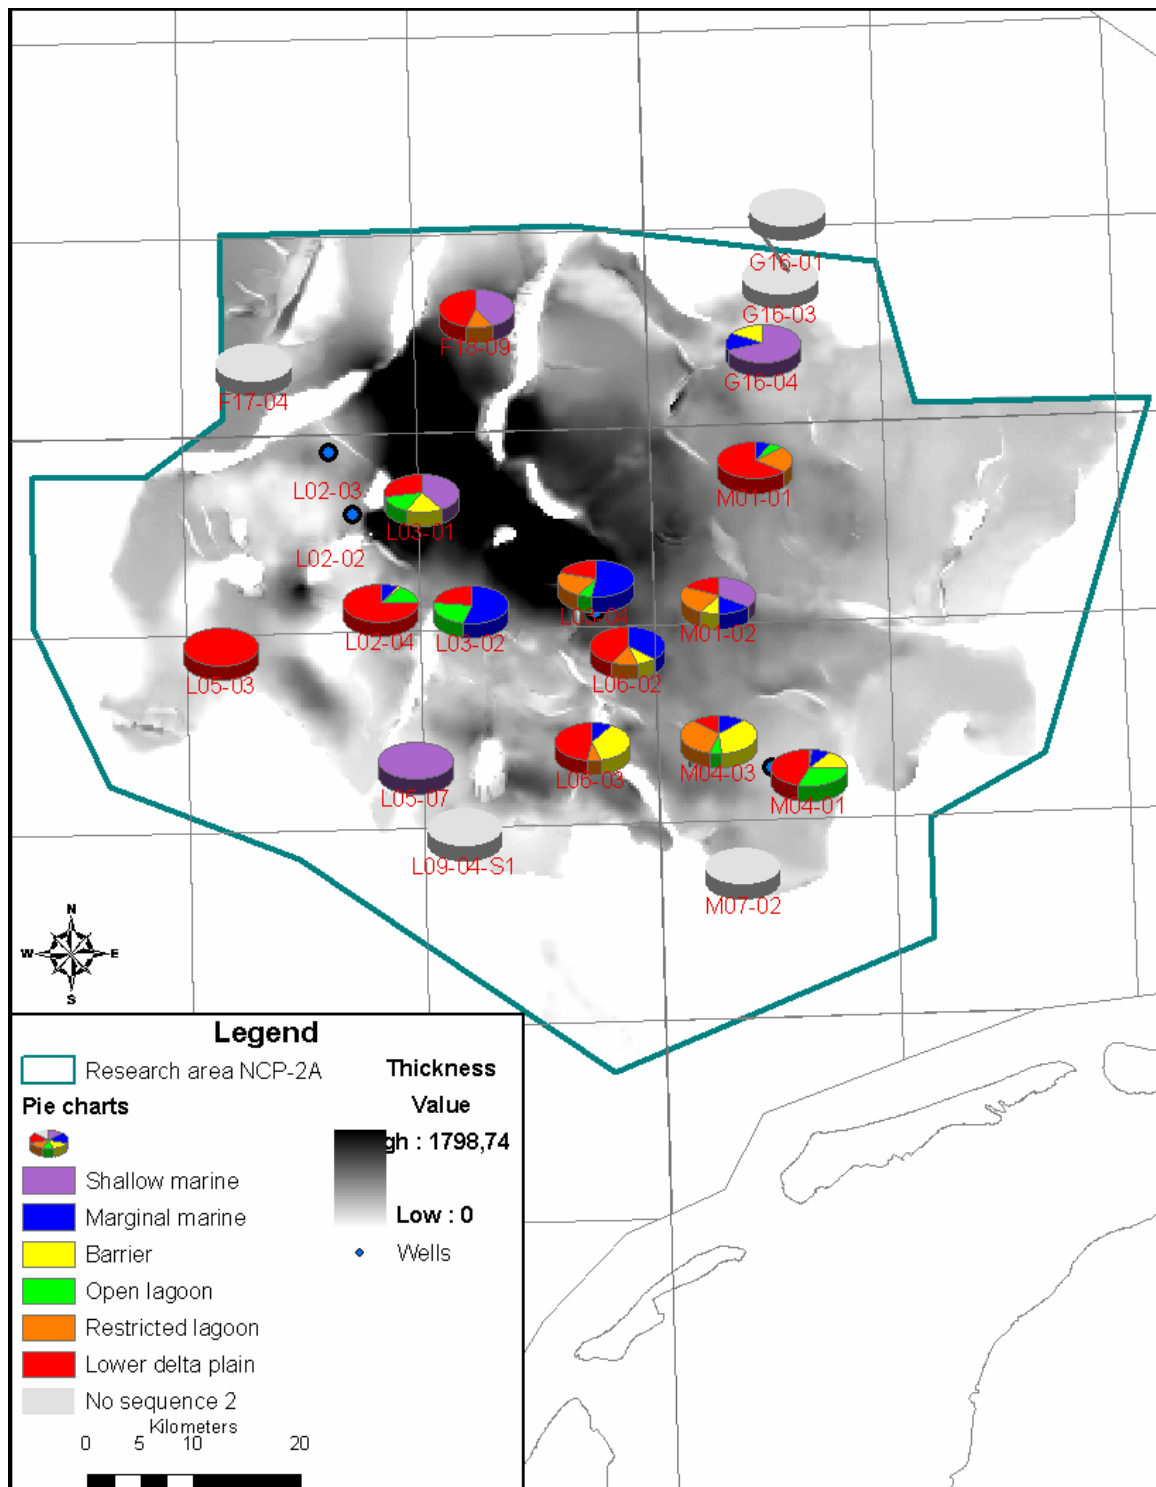 G16-01
G16-03
F18-09
G16-04
F17-04
M01-01
L02-03
L03-01
L02-02
L02-04
L03-02
M01-02
L05-03
L06-02
L05-07
L06-03
M04-03
M04-01
L09-04-S1
M07-02
N
W E
S
Legend
Research area NCP-2A
Pie charts
Shallow marine
Marginal marine
Barrier
Open lagoon
Restricted lagoon
Lower delta plain
No sequence 2
Thickness
Value
gh : 1798,74
Low : 0
Wells
Kilometers
0 5 10 20